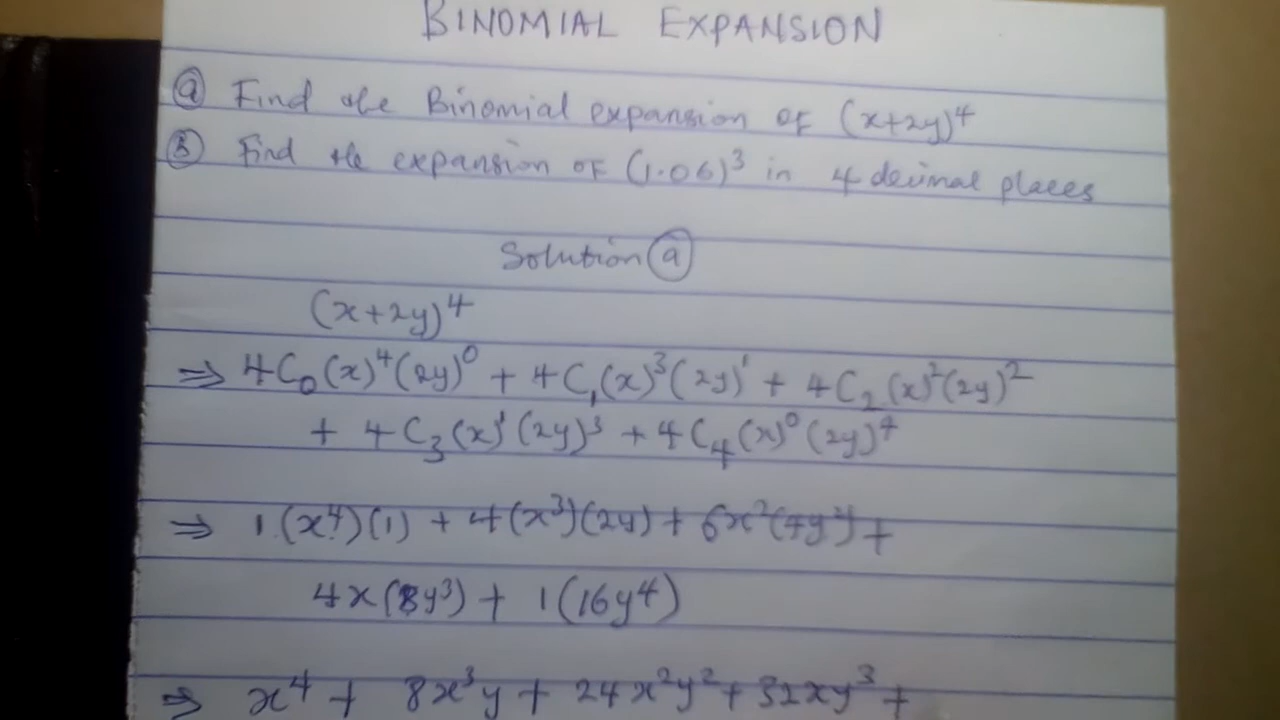 BINOMIAL EXPANSION
ⓐ Find the Binomial expansion of (x+2y)⁴
ⓑ Find the expansion of (1.06)³ in 4 decimal places
Solution ⓐ
(x+2y)⁴
⇒ 4C₀(x)⁴(2y)⁰ + 4C₁(x)³(2y)¹ + 4C₂(x)²(2y)²
+ 4C₃(x)¹(2y)³ + 4C₄(x)⁰(2y)⁴
⇒ 1(x⁴)(1) + 4(x³)(2y) + 6x²(4y²) +
4x(8y³) + 1(16y⁴)
⇒ x⁴ + 8x³y + 24x²y² + 32xy³ +